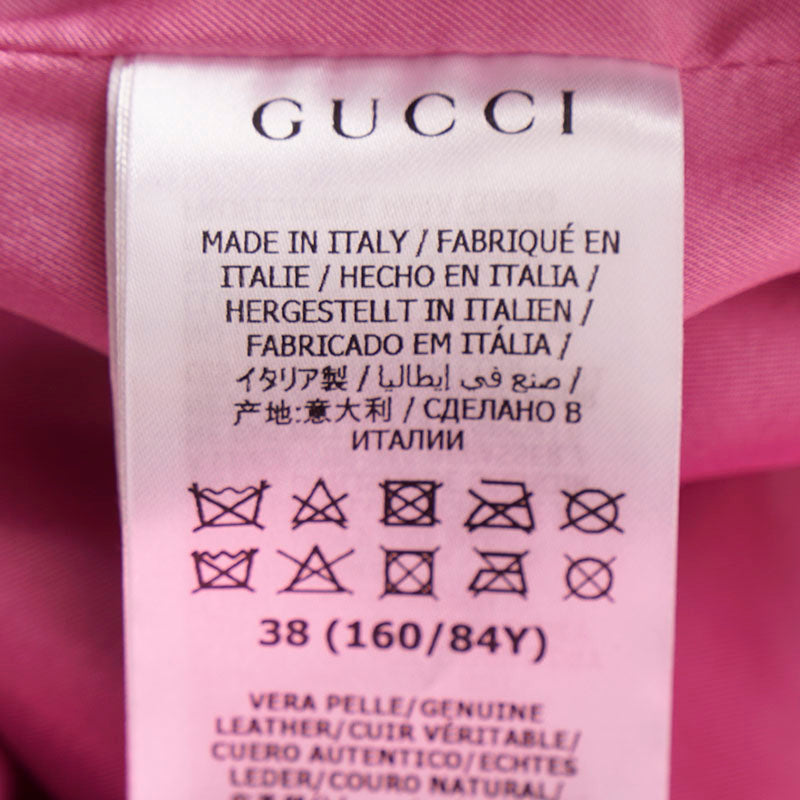 GUCCI
MADE IN ITALY / FABRIQUÉ EN
ITALIE / HECHO EN ITALIA /
HERGESTELLT IN ITALIEN /
FABRICADO EM ITÁLIA /
イタリア製 / صنع في إيطاليا /
产地:意大利 / СДЕЛАНО В
ИТАЛИИ
38 (160/84Y)
VERA PELLE/GENUINE
LEATHER/CUIR VÉRITABLE/
CUERO AUTENTICO/ECHTES
LEDER/COURO NATURAL/